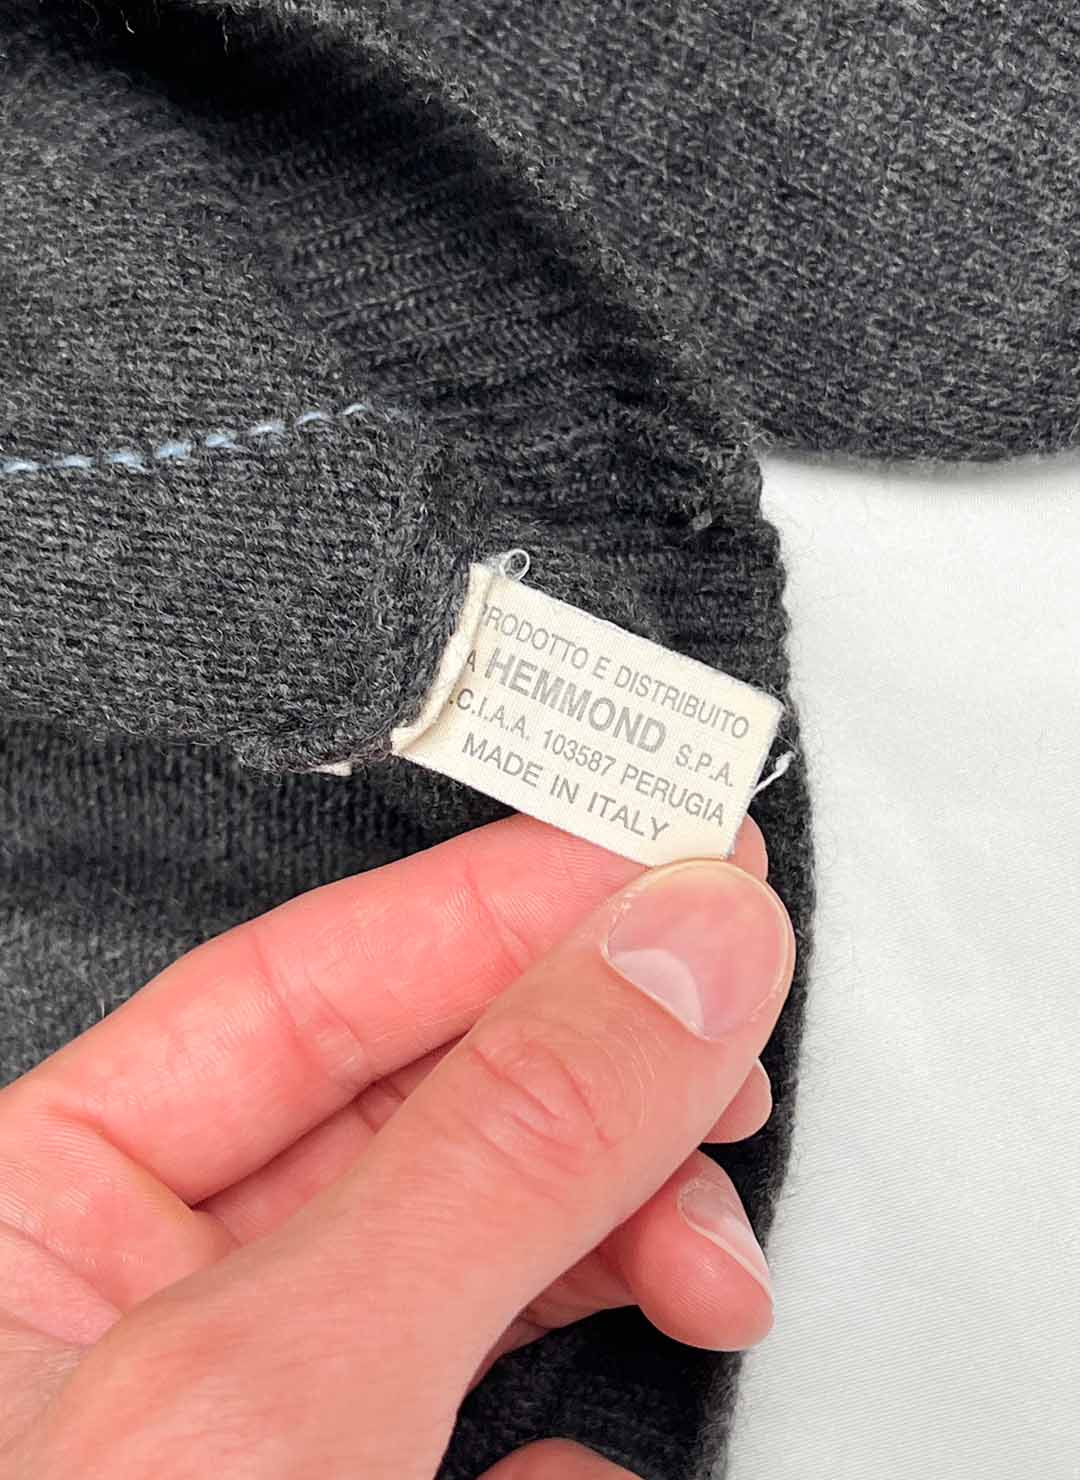 PRODOTTO E DISTRIBUITO
A HEMMOND S.P.A.
.C.I.A.A. 103587 PERUGIA
MADE IN ITALY